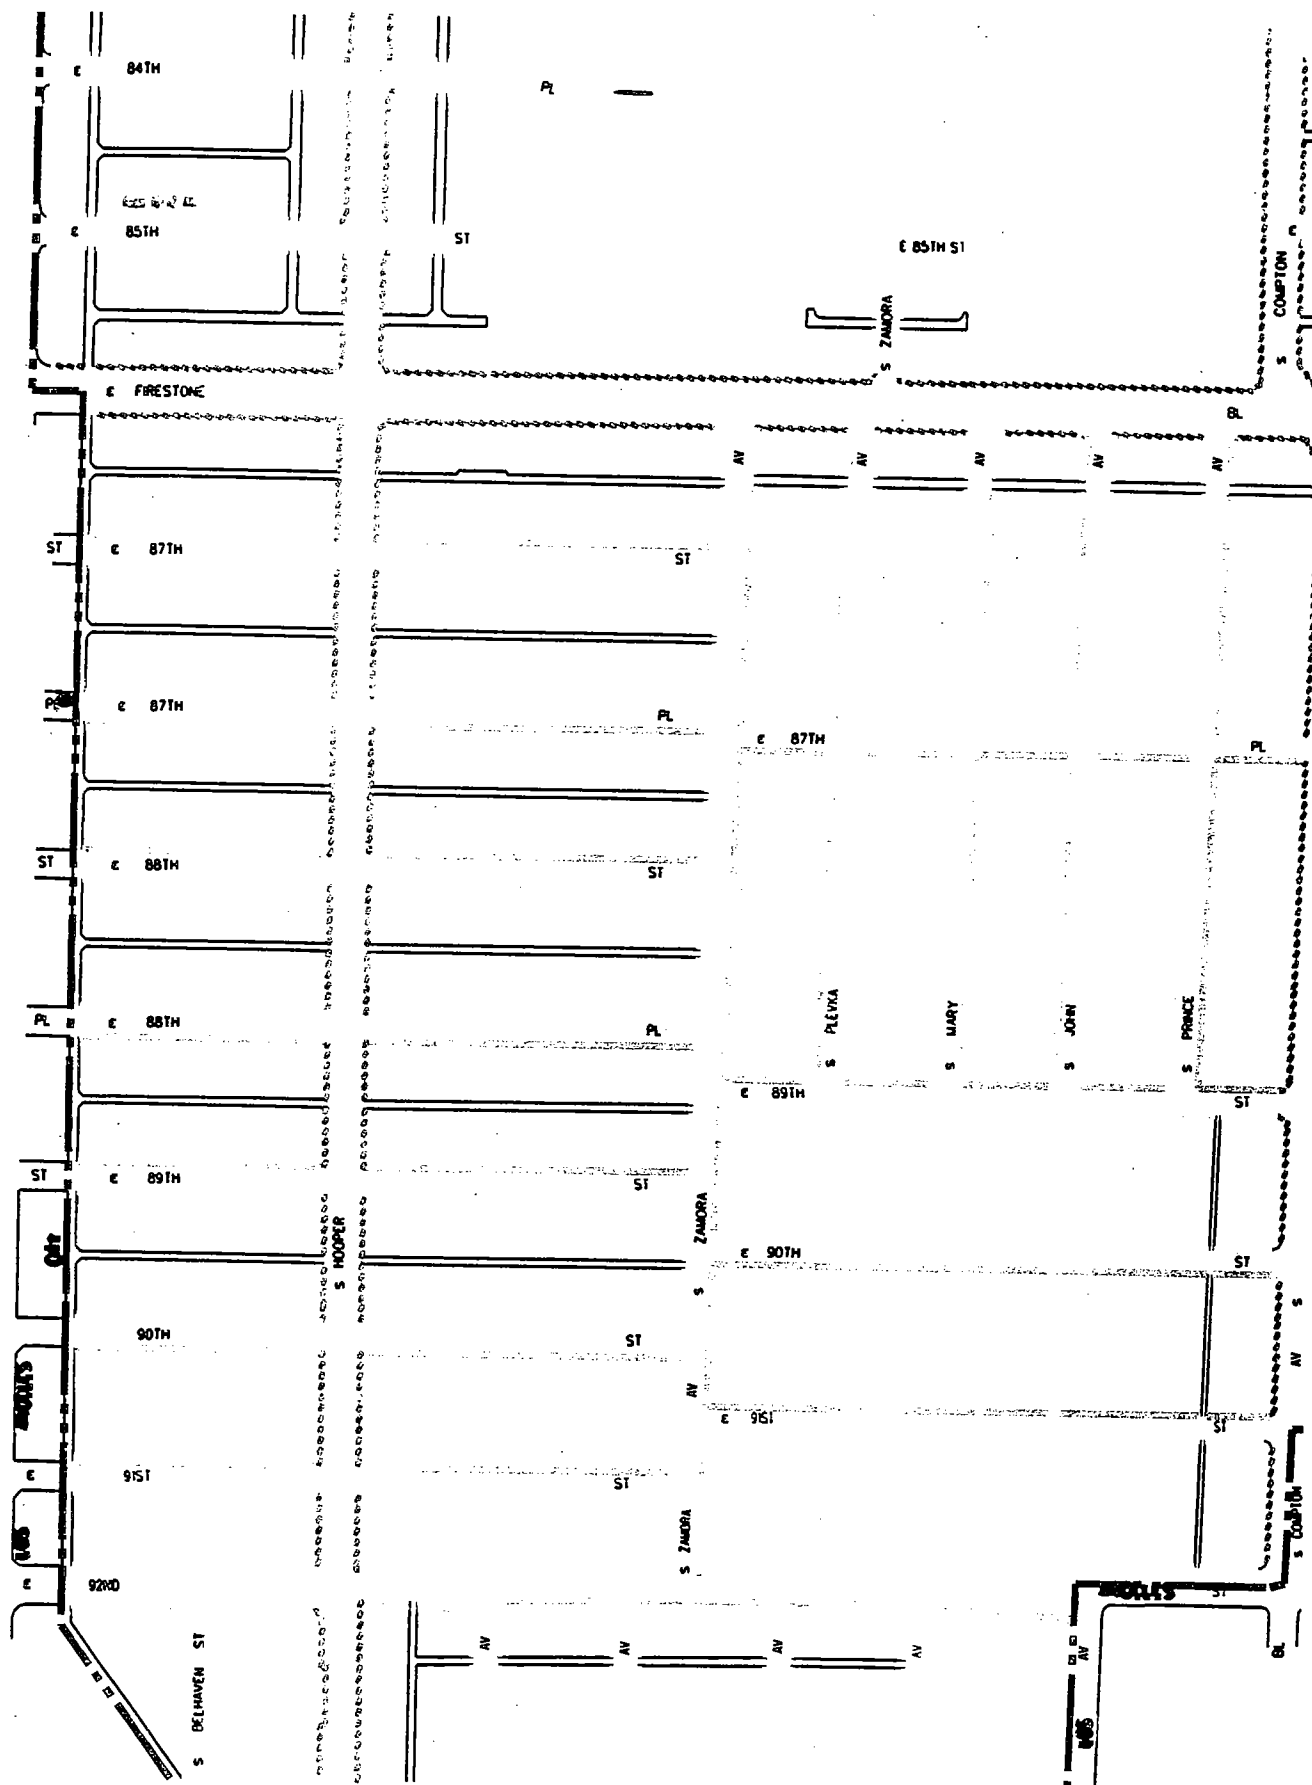 E 84TH PL
E 85TH ST
E 85TH ST
S COMPTON
E
S ZAMORA
E FIRESTONE BL
AV
AV
AV
AV
AV
ST E 87TH ST
E 87TH PL
E 87TH PL
ST E 88TH ST
S PLEVKA
S MARY
S JOHN
S PRINCE
PL E 88TH PL
E 89TH ST
ST E 89TH ST
S HOOPER
S ZAMORA
E 90TH ST
90TH ST
S
AV
AV
E 91ST ST
E 91ST ST
S ZAMORA
S COMPTON
E 92ND
ST
S BELHAVEN ST
AV
AV
AV
AV
AV
BL